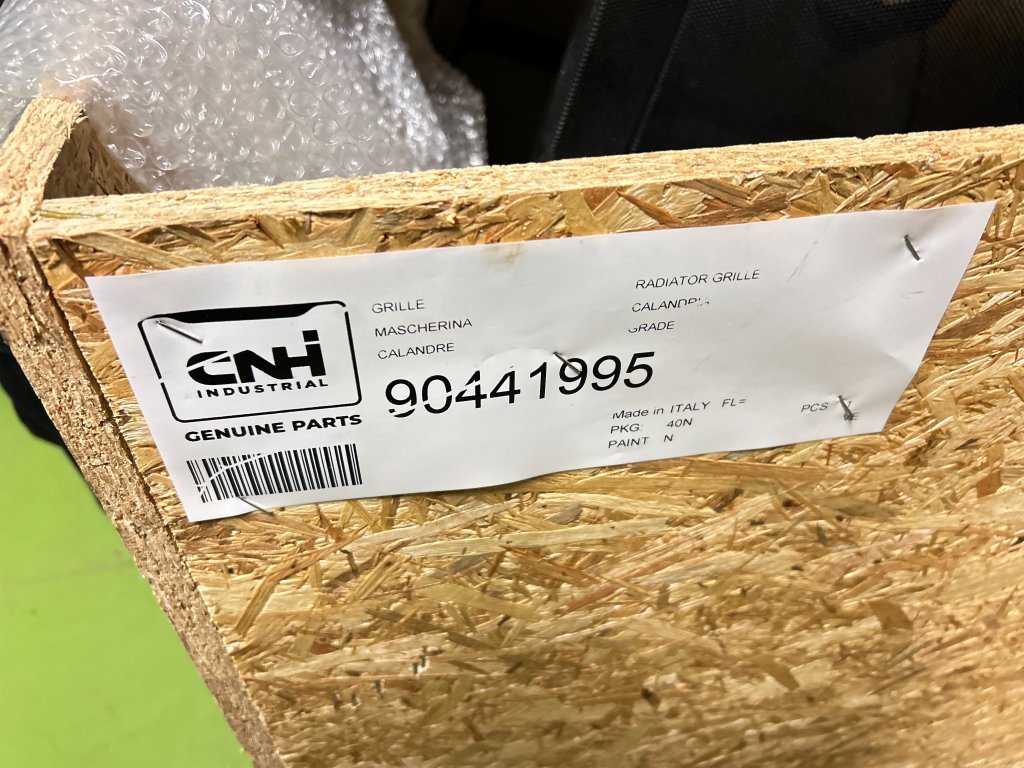 CNH
INDUSTRIAL
GENUINE PARTS
GRILLE
MASCHERINA
CALANDRE
RADIATOR GRILLE
GRADE
90441995
Made in ITALY FL=
PKG: 40N
PAINT N
PCS